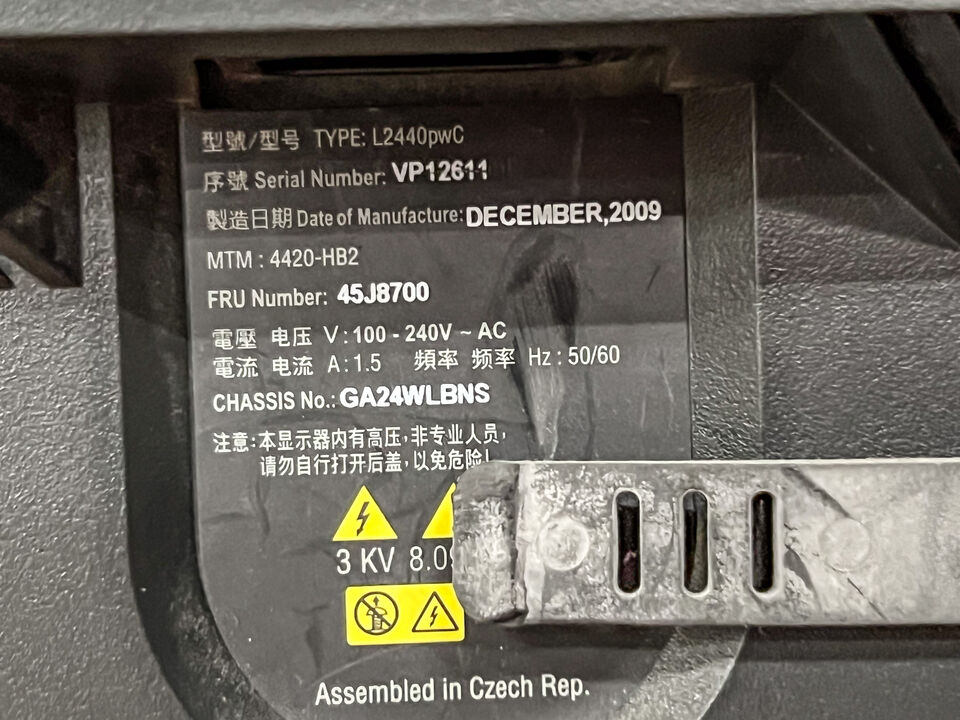 型號/型号 TYPE: L2440pwC
序號 Serial Number: VP12611
製造日期 Date of Manufacture: DECEMBER,2009
MTM : 4420-HB2
FRU Number: 45J8700
電壓 电压 V : 100 - 240V ~ AC
電流 电流 A : 1.5 頻率 频率 Hz : 50/60
CHASSIS No.: GA24WLBNS
注意:本显示器内有高压,非专业人员,
请勿自行打开后盖,以免危险!
3 KV 8.09
Assembled in Czech Rep.